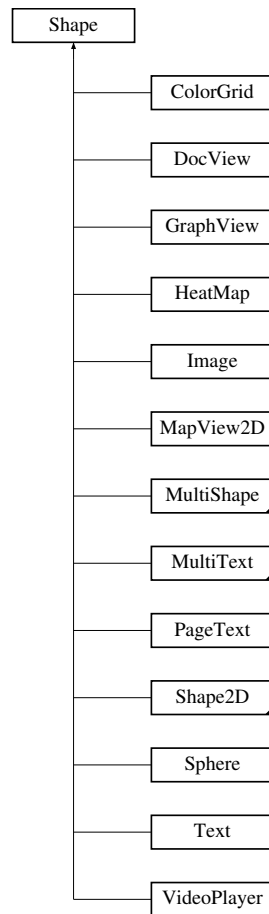 Shape
ColorGrid
DocView
GraphView
HeatMap
Image
MapView2D
MultiShape
MultiText
PageText
Shape2D
Sphere
Text
VideoPlayer